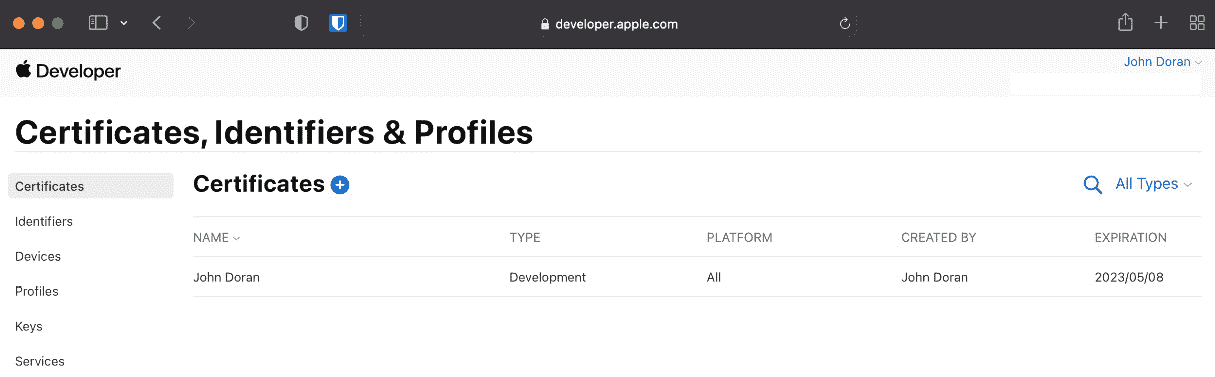 developer.apple.com
Developer
John Doran
Certificates, Identifiers & Profiles
Certificates
Identifiers
Devices
Profiles
Keys
Services
Certificates
All Types
NAME TYPE PLATFORM CREATED BY EXPIRATION
John Doran Development All John Doran 2023/05/08